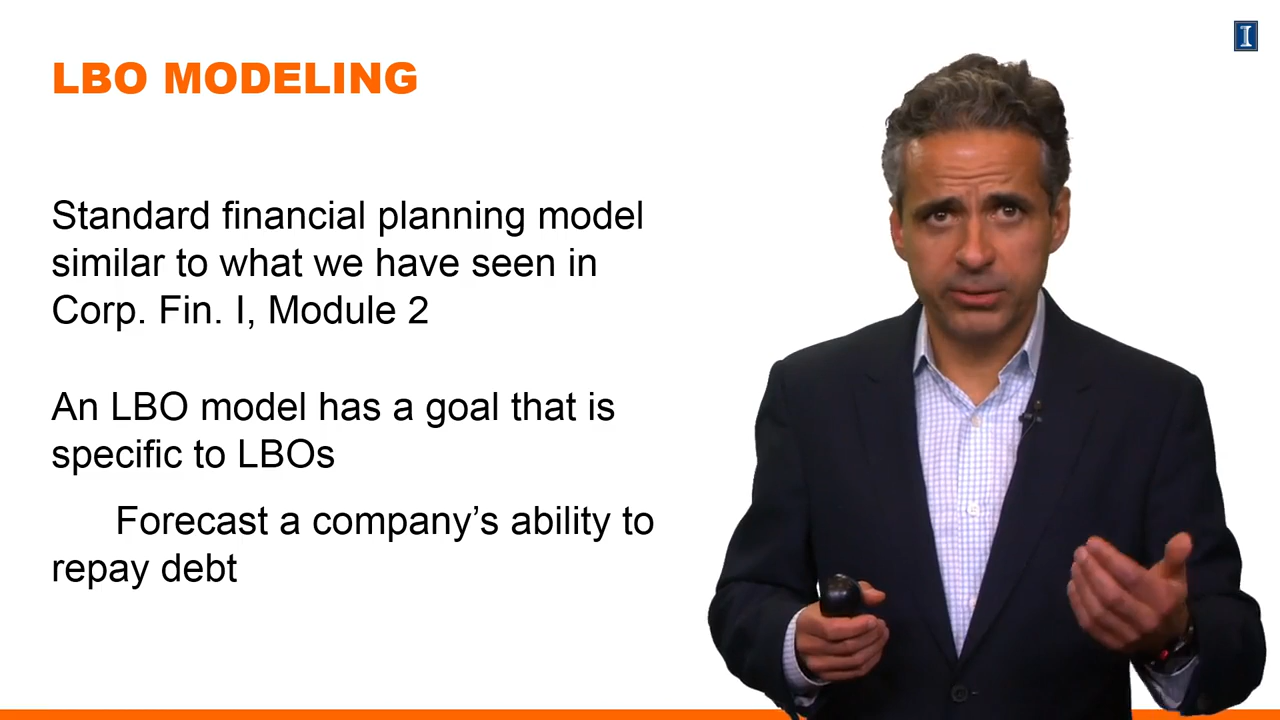 LBO MODELING
Standard financial planning model
similar to what we have seen in
Corp. Fin. I, Module 2
An LBO model has a goal that is
specific to LBOs
Forecast a company’s ability to
repay debt
I